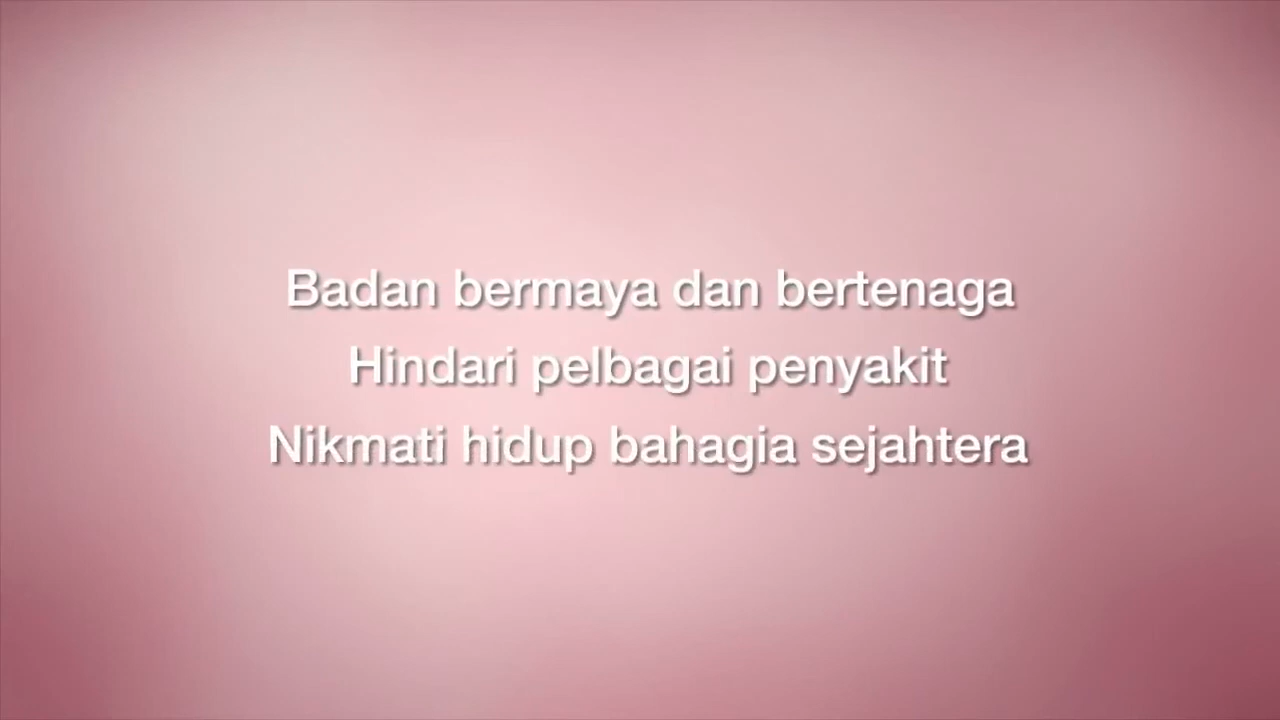 Badan bermaya dan bertenaga
Hindari pelbagai penyakit
Nikmati hidup bahagia sejahtera